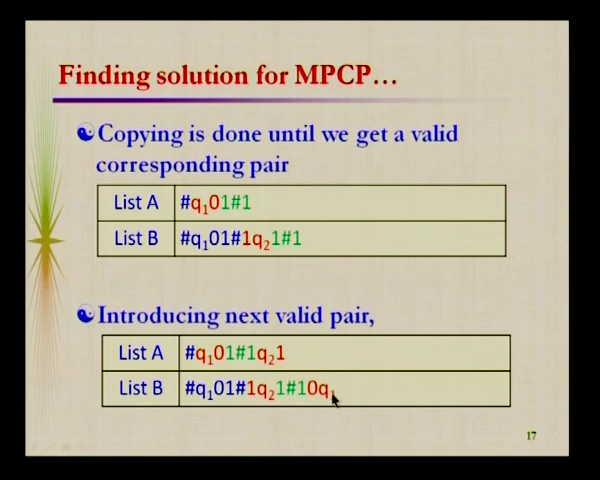 Finding solution for MPCP...
Copying is done until we get a valid
corresponding pair
List A #q₁01#1
List B #q₁01#1q₂1#1
Introducing next valid pair,
List A #q₁01#1q₂1
List B #q₁01#1q₂1#10q
17